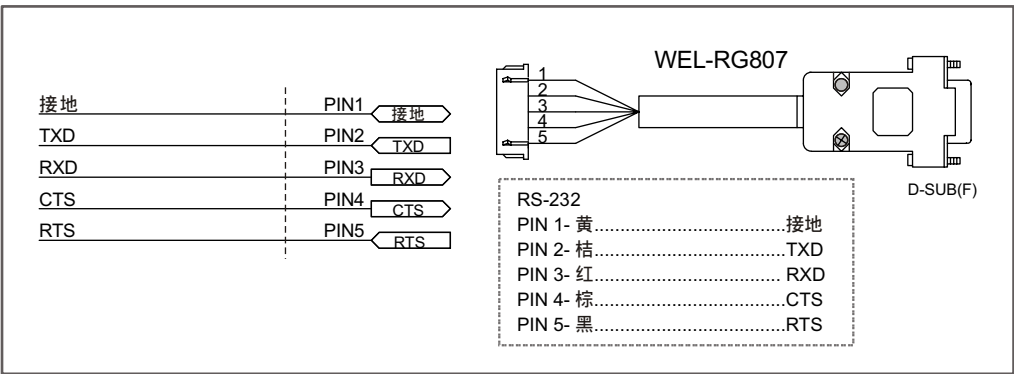 接地 PIN1 接地
TXD PIN2 TXD
RXD PIN3 RXD
CTS PIN4 CTS
RTS PIN5 RTS
WEL-RG807
1
2
3
4
5
D-SUB(F)
RS-232
PIN 1- 黄......................................接地
PIN 2- 桔......................................TXD
PIN 3- 红...................................... RXD
PIN 4- 棕......................................CTS
PIN 5- 黑......................................RTS